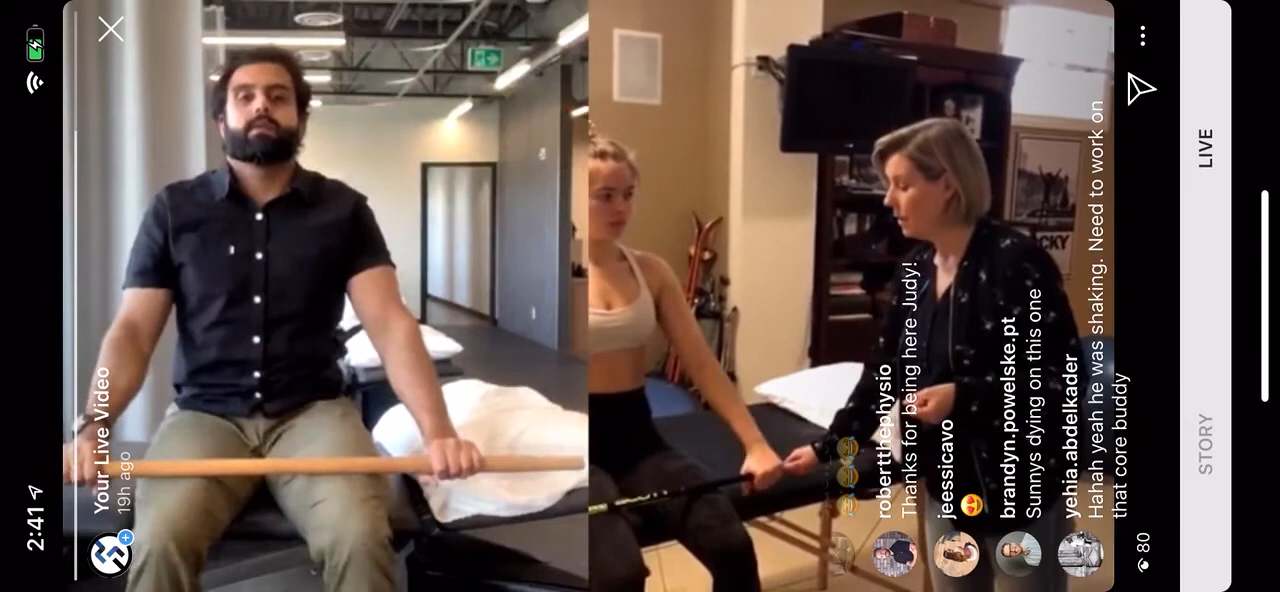 2:41
Your Live Video
19h ago
robertthephysio
Thanks for being here Judy!
jeessicavo
😍
brandyn.powelske.pt
Sunnys dying on this one
yehia.abdelkader
Hahah yeah he was shaking. Need to work on
that core buddy
80
STORY
LIVE
CKY